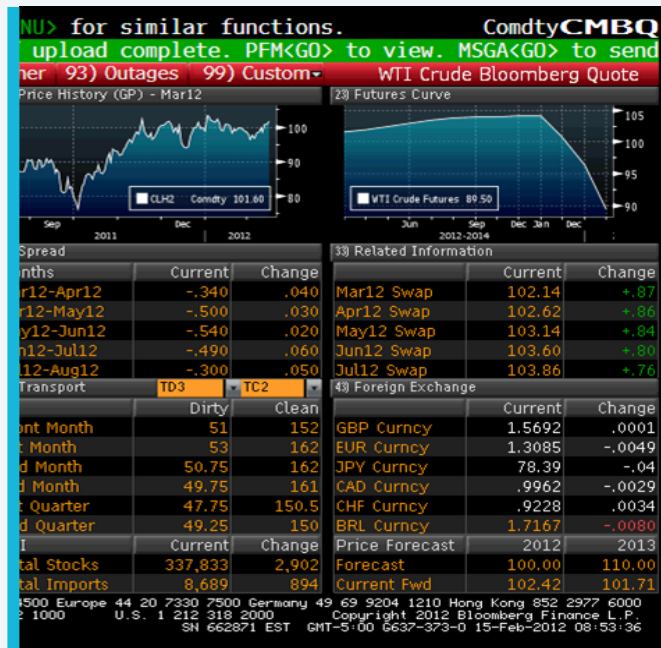 NU> for similar functions. ComdtyCMBQ
upload complete. PFM<GO> to view. MSGA<GO> to send
her 93) Outages 99) Custom WTI Crude Bloomberg Quote
Price History (GP) - Mar12 23) Futures Curve
100
90
80
CLH2 Comdty 101.60
Sep Dec
2011 2012
105
100
95
90
WTI Crude Futures 89.50
Jun Sep Dec Jan Dec
2012-2014
Spread 33) Related Information
nths Current Change Current Change
r12-Apr12 -.340 .040 Mar12 Swap 102.14 +.87
r12-May12 -.500 .030 Apr12 Swap 102.62 +.86
y12-Jun12 -.540 .020 May12 Swap 103.14 +.84
n12-Jul12 -.490 .060 Jun12 Swap 103.60 +.80
l12-Aug12 -.300 .050 Jul12 Swap 103.86 +.76
Transport TD3 TC2 43) Foreign Exchange
Dirty Clean Current Change
ont Month 51 152 GBP Curncy 1.5692 .0001
t Month 53 162 EUR Curncy 1.3085 -.0049
d Month 50.75 162 JPY Curncy 78.39 -.04
d Month 49.75 161 CAD Curncy .9962 -.0029
t Quarter 47.75 150.5 CHF Curncy .9228 .0034
d Quarter 49.25 150 BRL Curncy 1.7167 -.0080
I Current Change Price Forecast 2012 2013
tal Stocks 337,833 2,902 Forecast 100.00 110.00
tal Imports 8,689 894 Current Fwd 102.42 101.71
4500 Europe 44 20 7330 7500 Germany 49 69 9204 1210 Hong Kong 852 2977 6000
2 1000 U.S. 1 212 318 2000 Copyright 2012 Bloomberg Finance L.P.
SN 662871 EST GMT-5:00 G637-373-0 15-Feb-2012 08:53:36